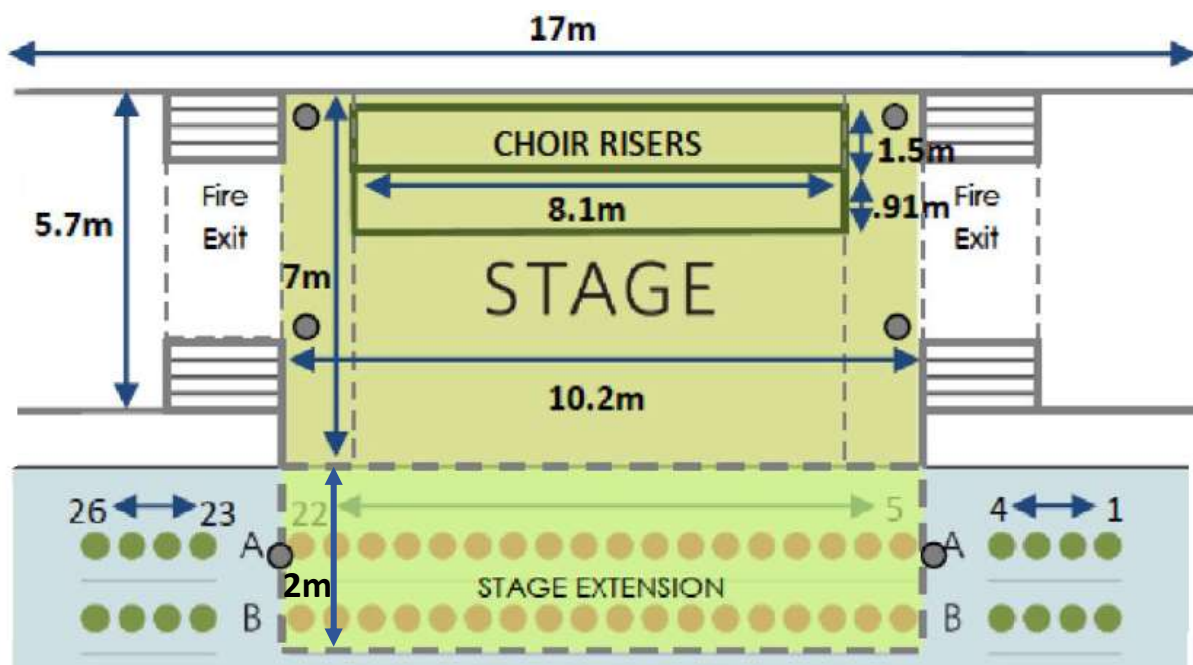 17m
CHOIR RISERS
1.5m
Fire
Exit
8.1m
.91m
Fire
Exit
5.7m
7m
STAGE
10.2m
26 23 22 5 4 1
A A
2m STAGE EXTENSION
B B